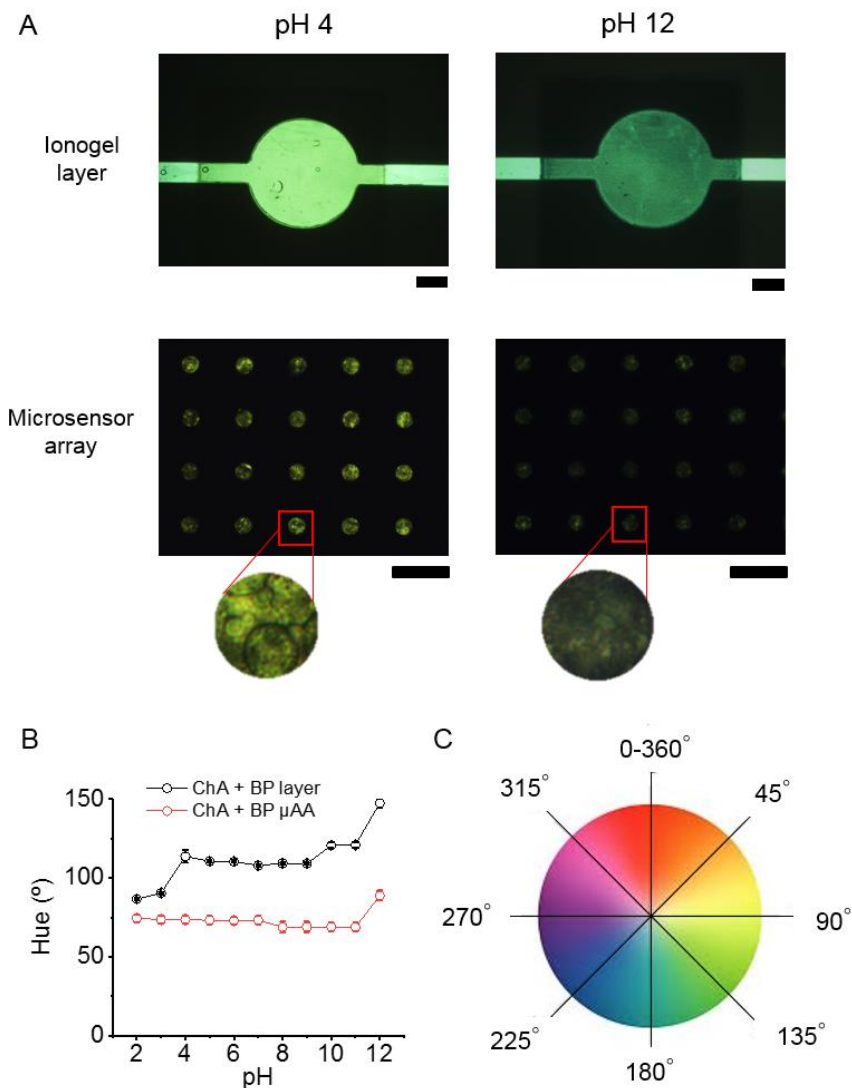 A
pH 4
pH 12
Ionogel
layer
Microsensor
array
B
ChA + BP layer
ChA + BP µAA
150
100
50
0
Hue (º)
2
4
6
8
10
12
pH
C
0-360°
45°
90°
135°
180°
225°
270°
315°